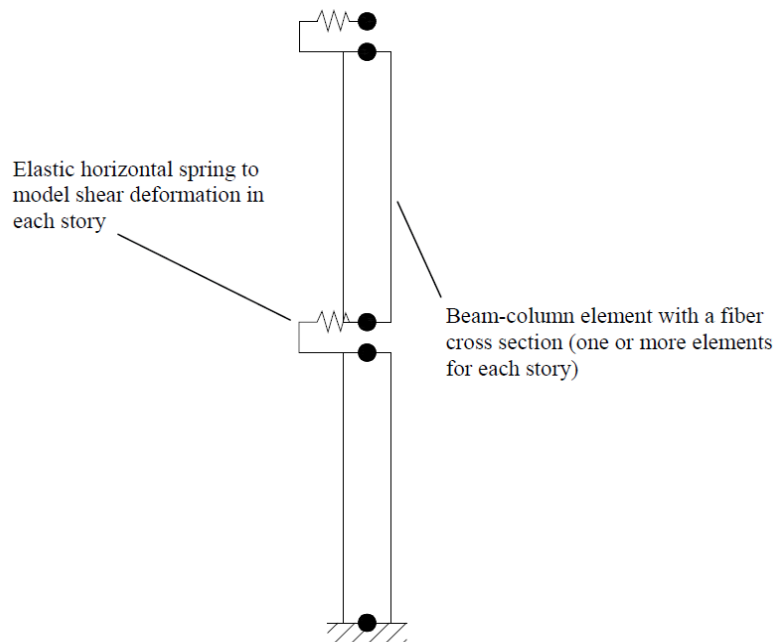 Elastic horizontal spring to
model shear deformation in
each story
Beam-column element with a fiber
cross section (one or more elements
for each story)